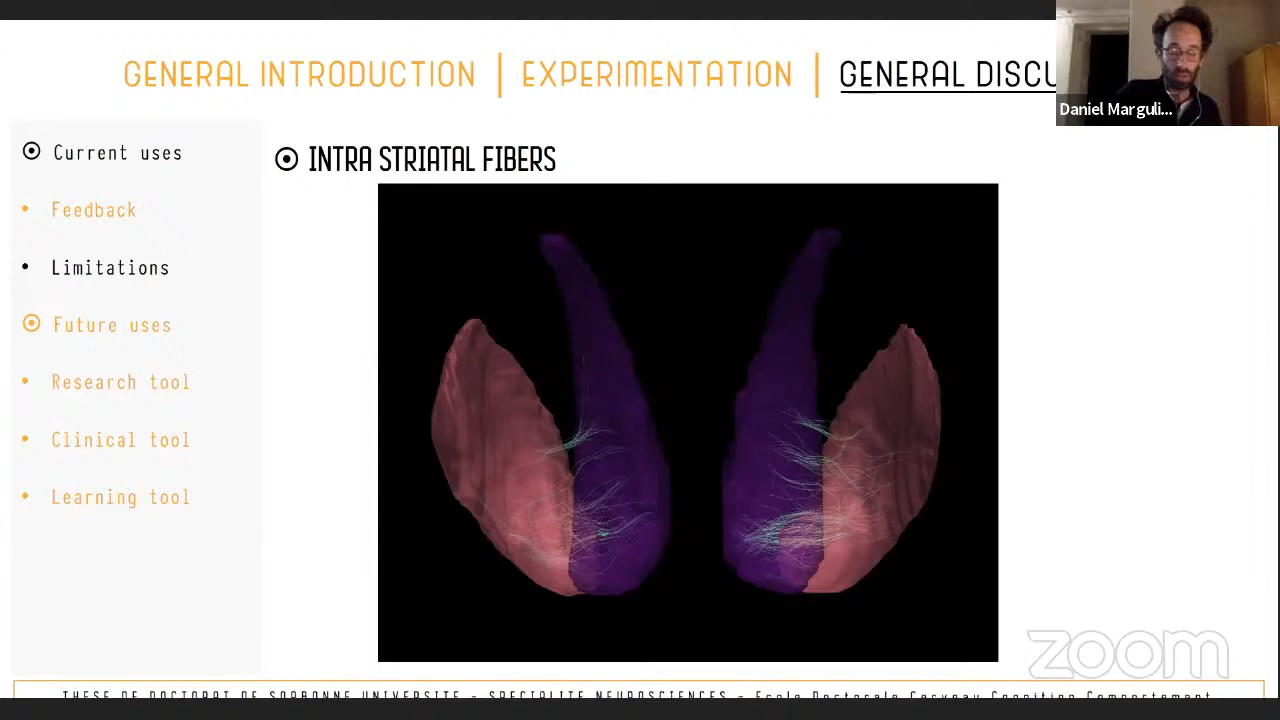 GENERAL INTRODUCTION | EXPERIMENTATION | GENERAL DISCU
Daniel Marguli...
Current uses
INTRA STRIATAL FIBERS
• Feedback
• Limitations
Future uses
• Research tool
• Clinical tool
• Learning tool
zoom
THESE DE DOCTORAT DE SORBONNE UNIVERSITE - SPECIALITE NEUROSCIENCES - Ecole Doctorale Cerveau Cognition Comportement